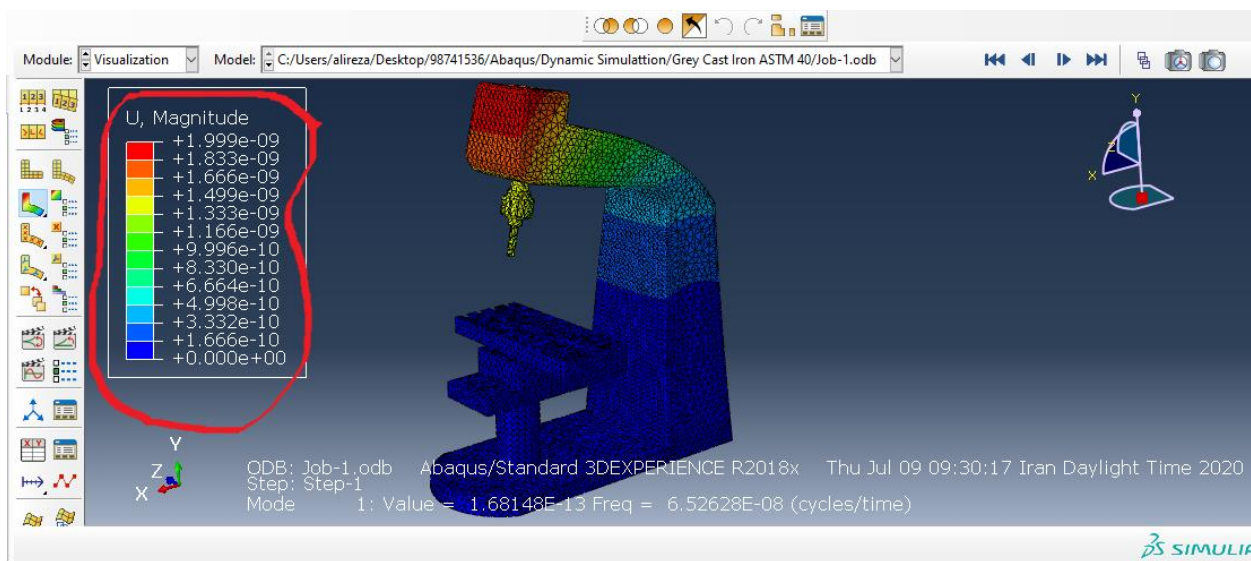 Module: Visualization Model: C:/Users/alireza/Desktop/98741536/Abaqus/Dynamic Simulattion/Grey Cast Iron ASTM 40/Job-1.odb
U, Magnitude
+1.999e-09
+1.833e-09
+1.666e-09
+1.499e-09
+1.333e-09
+1.166e-09
+9.996e-10
+8.330e-10
+6.664e-10
+4.998e-10
+3.332e-10
+1.666e-10
+0.000e+00
Y
Z
X
Y
Z
X
ODB: Job-1.odb Abaqus/Standard 3DEXPERIENCE R2018x Thu Jul 09 09:30:17 Iran Daylight Time 2020
Step: Step-1
Mode 1: Value = 1.68148E-13 Freq = 6.52628E-08 (cycles/time)
SIMULIA